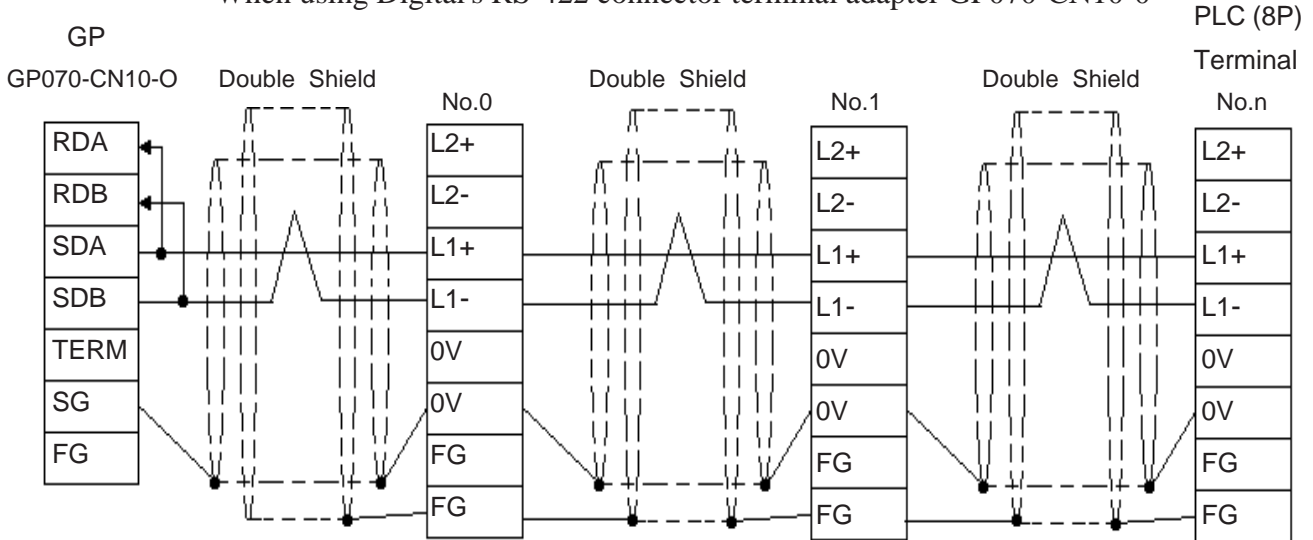 When using Digital's RS-422 connector terminal adapter GP070-CN10-0
PLC (8P)
Terminal
GP
GP070-CN10-O
Double Shield
Double Shield
Double Shield
No.0
No.1
No.n
RDA
RDB
SDA
SDB
TERM
SG
FG
L2+
L2-
L1+
L1-
0V
0V
FG
FG
L2+
L2-
L1+
L1-
0V
0V
FG
FG
L2+
L2-
L1+
L1-
0V
0V
FG
FG